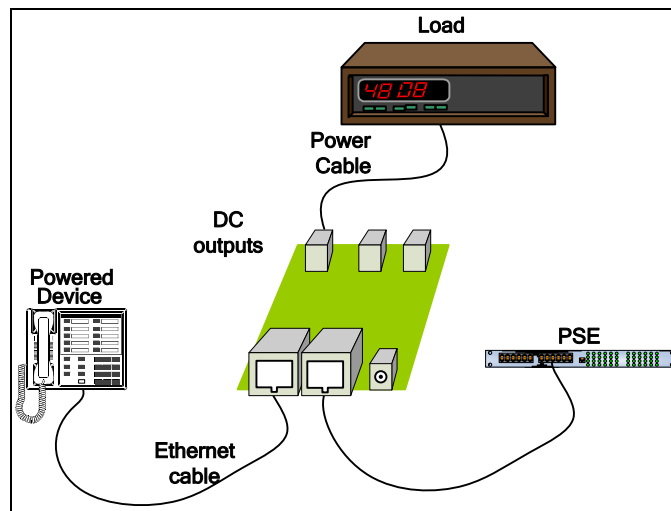 Load
48 08
Power
Cable
DC
outputs
Powered
Device
PSE
Ethernet
cable